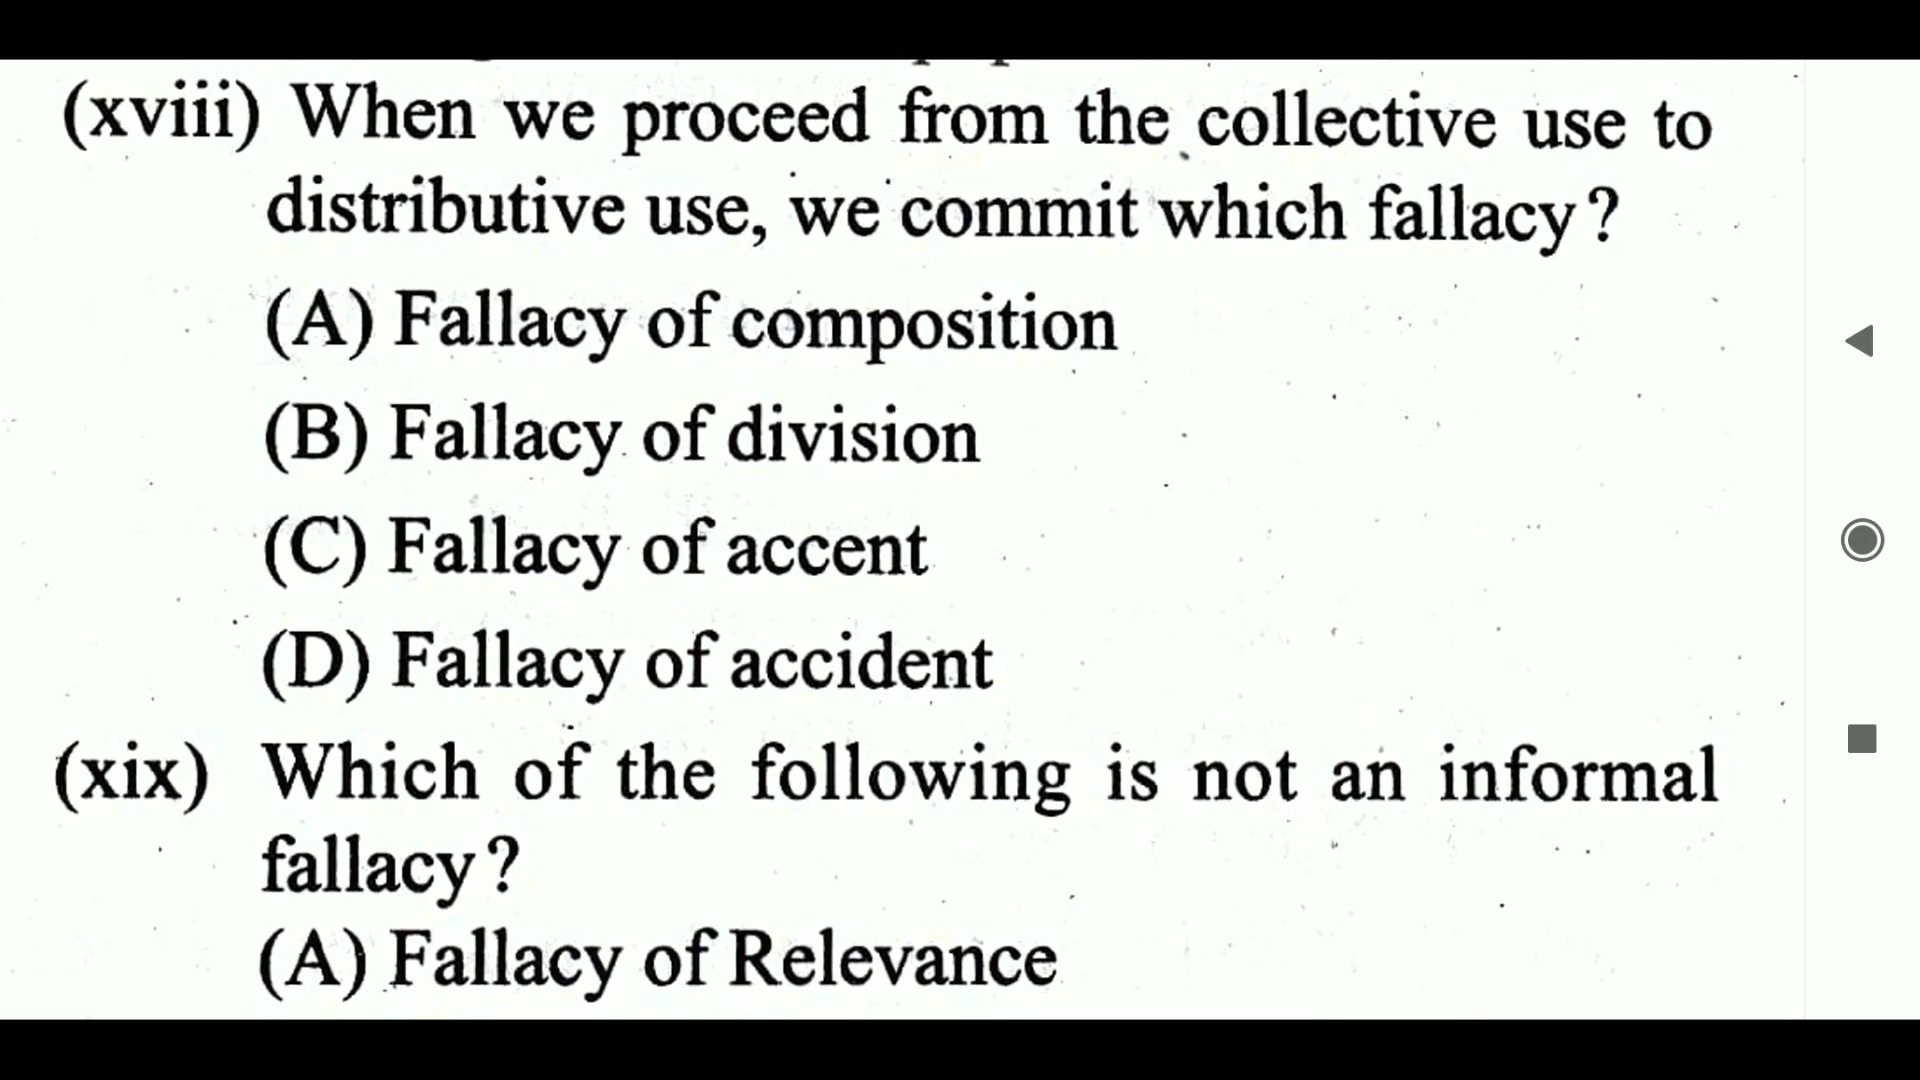 (xviii) When we proceed from the collective use to
distributive use, we commit which fallacy?
(A) Fallacy of composition
(B) Fallacy of division
(C) Fallacy of accent
(D) Fallacy of accident
(xix) Which of the following is not an informal
fallacy?
(A) Fallacy of Relevance